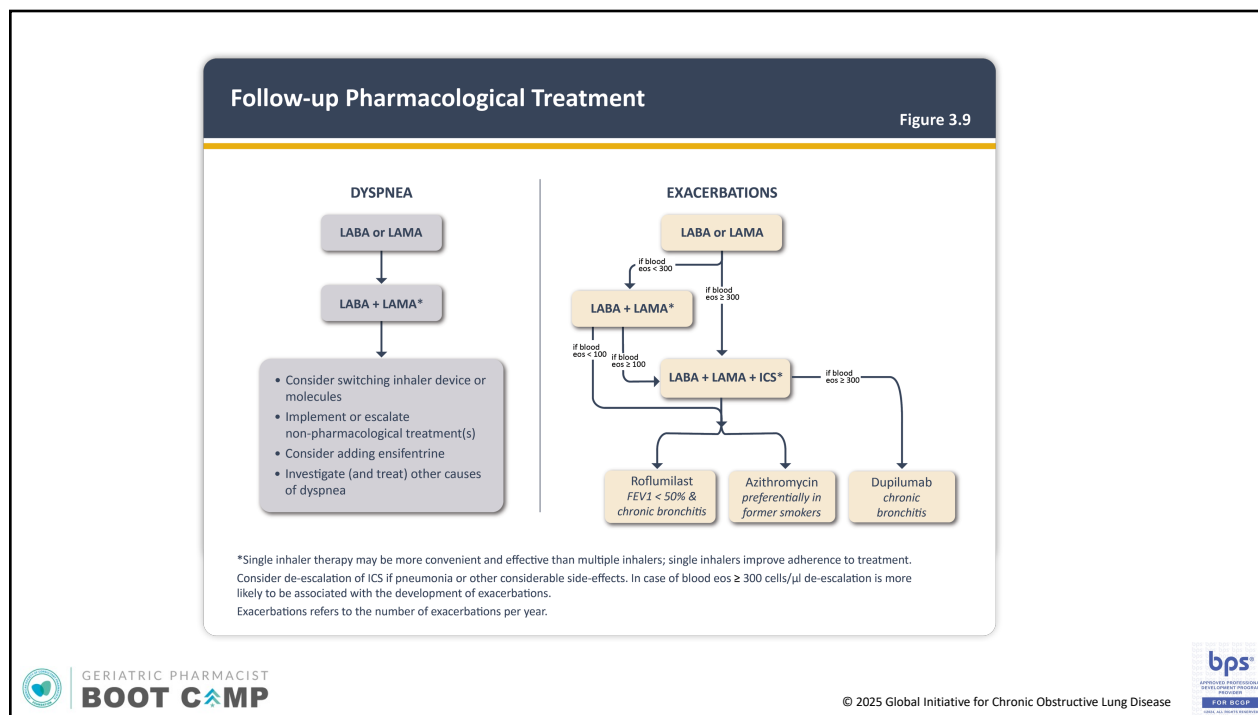 Follow-up Pharmacological Treatment
Figure 3.9
DYSPNEA
LABA or LAMA
LABA + LAMA*
• Consider switching inhaler device or
molecules
• Implement or escalate
non-pharmacological treatment(s)
• Consider adding ensifentrine
• Investigate (and treat) other causes
of dyspnea
EXACERBATIONS
LABA or LAMA
if blood
eos < 300
if blood
eos ≥ 300
LABA + LAMA*
if blood
eos < 100
if blood
eos ≥ 100
LABA + LAMA + ICS*
if blood
eos ≥ 300
Roflumilast
FEV1 < 50% &
chronic bronchitis
Azithromycin
preferentially in
former smokers
Dupilumab
chronic
bronchitis
*Single inhaler therapy may be more convenient and effective than multiple inhalers; single inhalers improve adherence to treatment.
Consider de-escalation of ICS if pneumonia or other considerable side-effects. In case of blood eos ≥ 300 cells/µl de-escalation is more
likely to be associated with the development of exacerbations.
Exacerbations refers to the number of exacerbations per year.
GERIATRIC PHARMACIST
BOOT CAMP
© 2025 Global Initiative for Chronic Obstructive Lung Disease
bps®
APPROVED PROFESSIONAL
DEVELOPMENT PROGRAM
PROVIDER
FOR BCGP